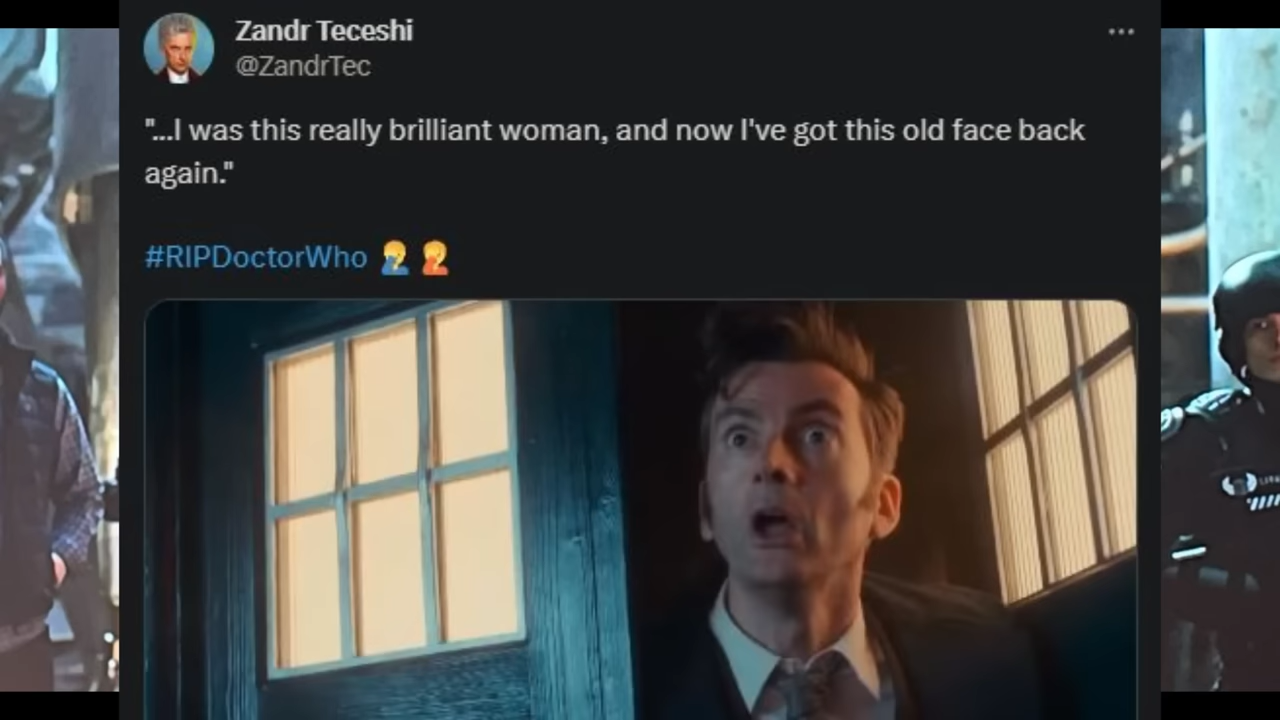 Zandr Teceshi
@ZandrTec
"...I was this really brilliant woman, and now I've got this old face back
again."
#RIPDoctorWho